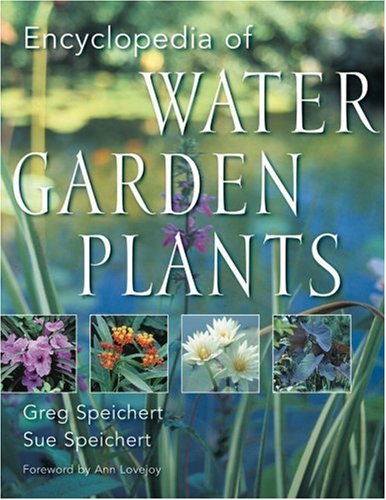 Encyclopedia of
WATER
GARDEN
PLANTS
Greg Speichert
Sue Speichert
Foreword by Ann Lovejoy